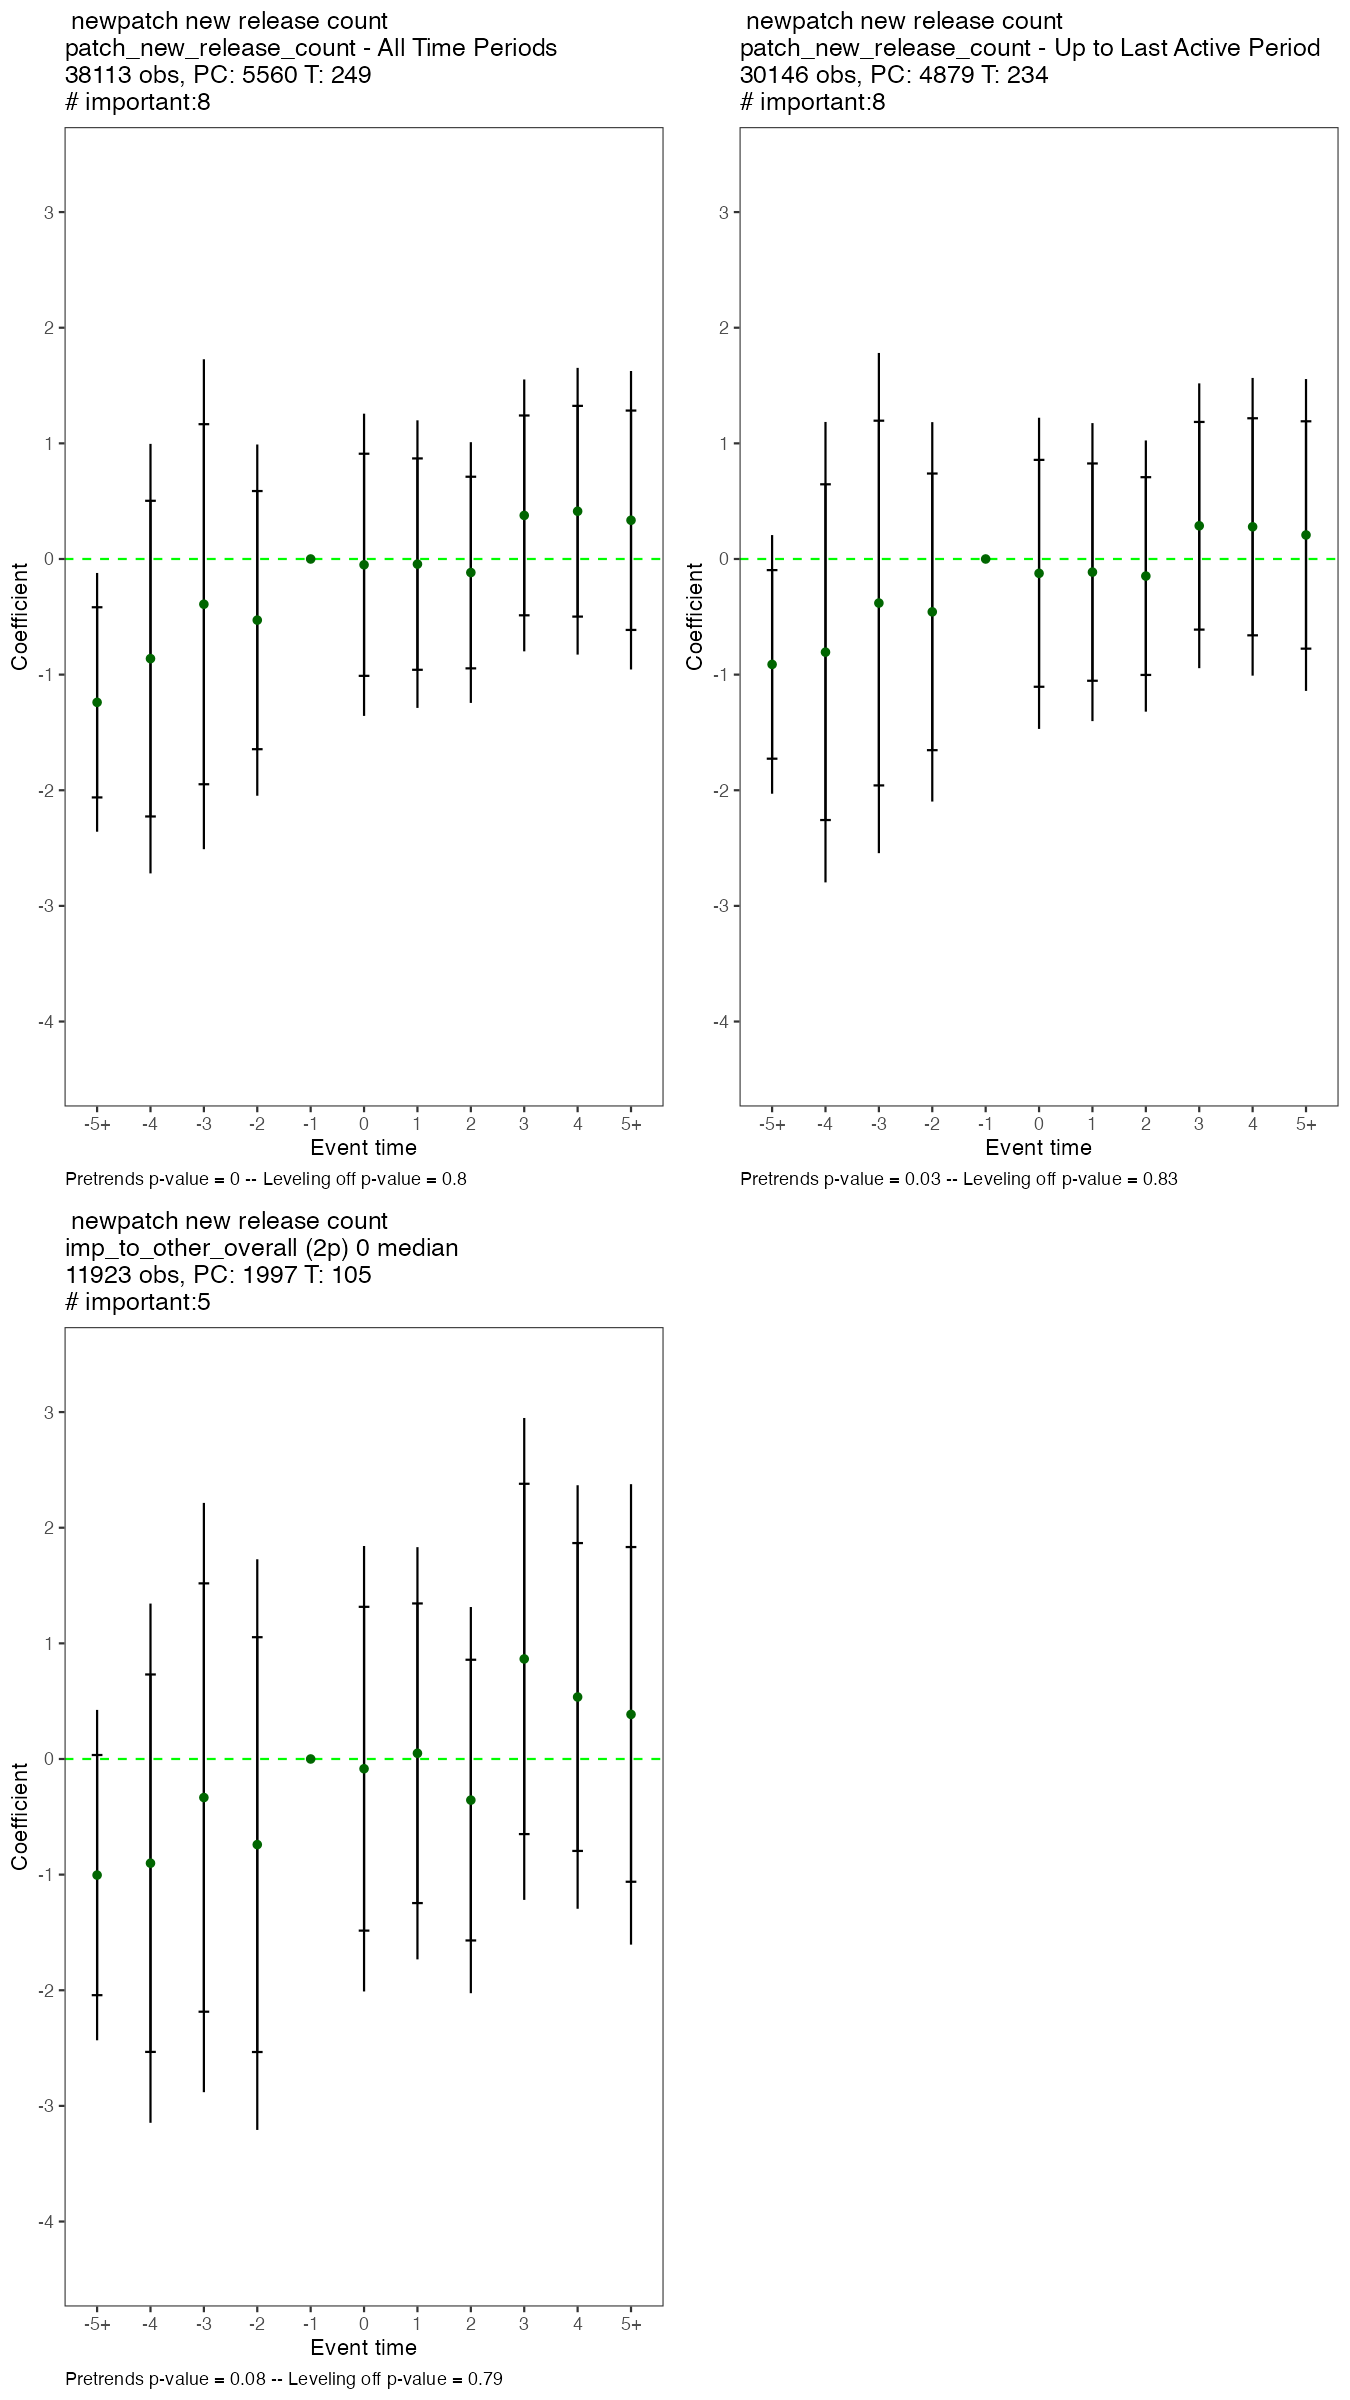 newpatch new release count
patch_new_release_count - All Time Periods
38113 obs, PC: 5560 T: 249
# important:8
3
2
1
0
-1
-2
-3
-4
Coefficient
-5+ -4 -3 -2 -1 0 1 2 3 4 5+
Event time
Pretrends p-value = 0 -- Leveling off p-value = 0.8
newpatch new release count
patch_new_release_count - Up to Last Active Period
30146 obs, PC: 4879 T: 234
# important:8
3
2
1
0
-1
-2
-3
-4
Coefficient
-5+ -4 -3 -2 -1 0 1 2 3 4 5+
Event time
Pretrends p-value = 0.03 -- Leveling off p-value = 0.83
newpatch new release count
imp_to_other_overall (2p) 0 median
11923 obs, PC: 1997 T: 105
# important:5
3
2
1
0
-1
-2
-3
-4
Coefficient
-5+ -4 -3 -2 -1 0 1 2 3 4 5+
Event time
Pretrends p-value = 0.08 -- Leveling off p-value = 0.79